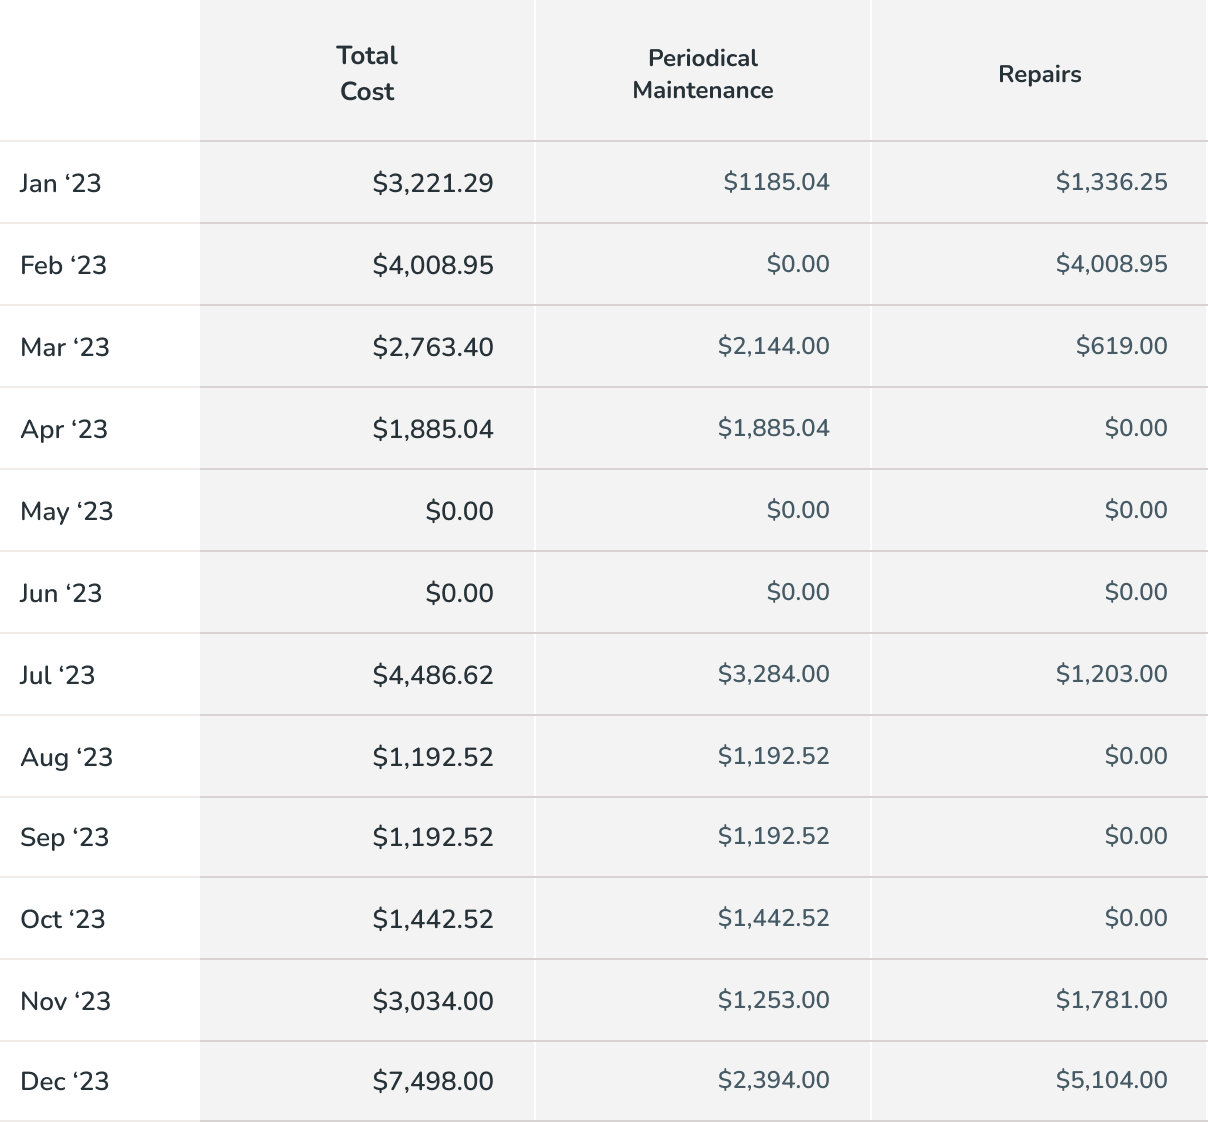 Total
Cost
Periodical
Maintenance
Repairs
Jan ‘23 $3,221.29 $1185.04 $1,336.25
Feb ‘23 $4,008.95 $0.00 $4,008.95
Mar ‘23 $2,763.40 $2,144.00 $619.00
Apr ‘23 $1,885.04 $1,885.04 $0.00
May ‘23 $0.00 $0.00 $0.00
Jun ‘23 $0.00 $0.00 $0.00
Jul ‘23 $4,486.62 $3,284.00 $1,203.00
Aug ‘23 $1,192.52 $1,192.52 $0.00
Sep ‘23 $1,192.52 $1,192.52 $0.00
Oct ‘23 $1,442.52 $1,442.52 $0.00
Nov ‘23 $3,034.00 $1,253.00 $1,781.00
Dec ‘23 $7,498.00 $2,394.00 $5,104.00